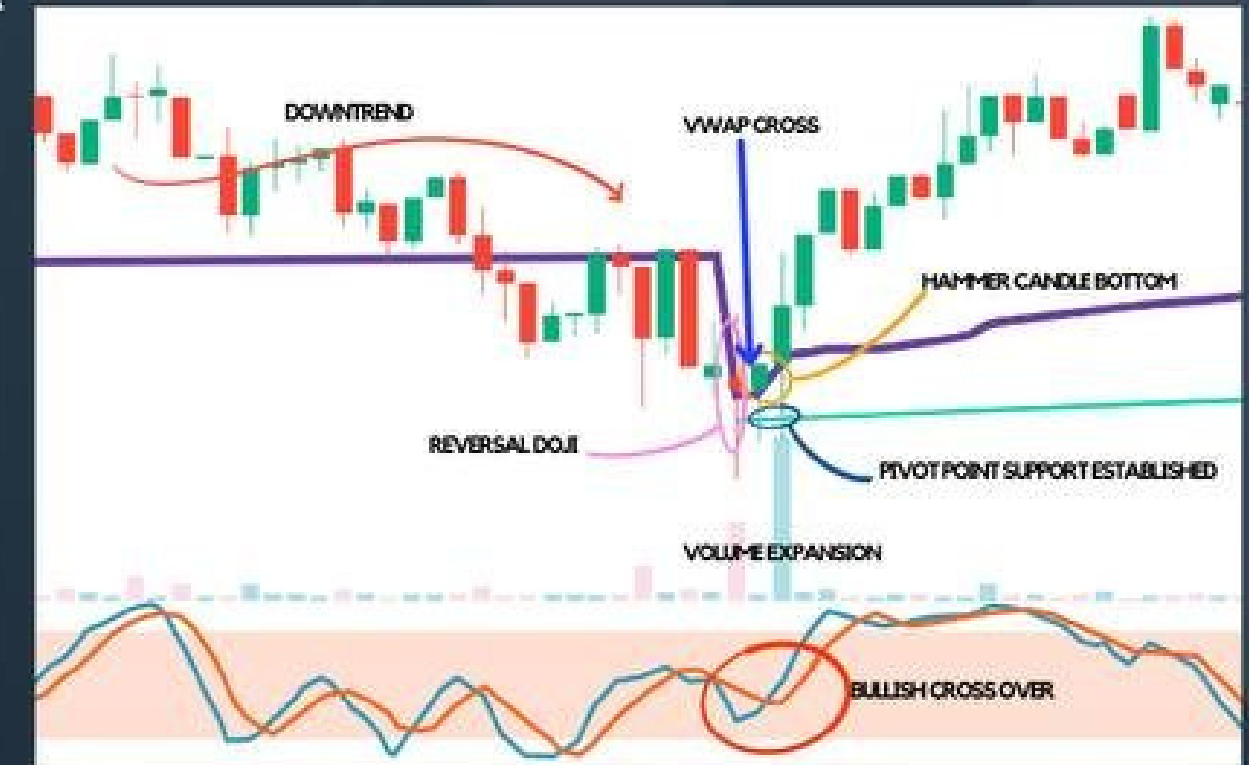 DOWNTREND
VWAP CROSS
HAMMER CANDLE BOTTOM
REVERSAL DOJI
PIVOT POINT SUPPORT ESTABLISHED
VOLUME EXPANSION
BULLISH CROSS OVER